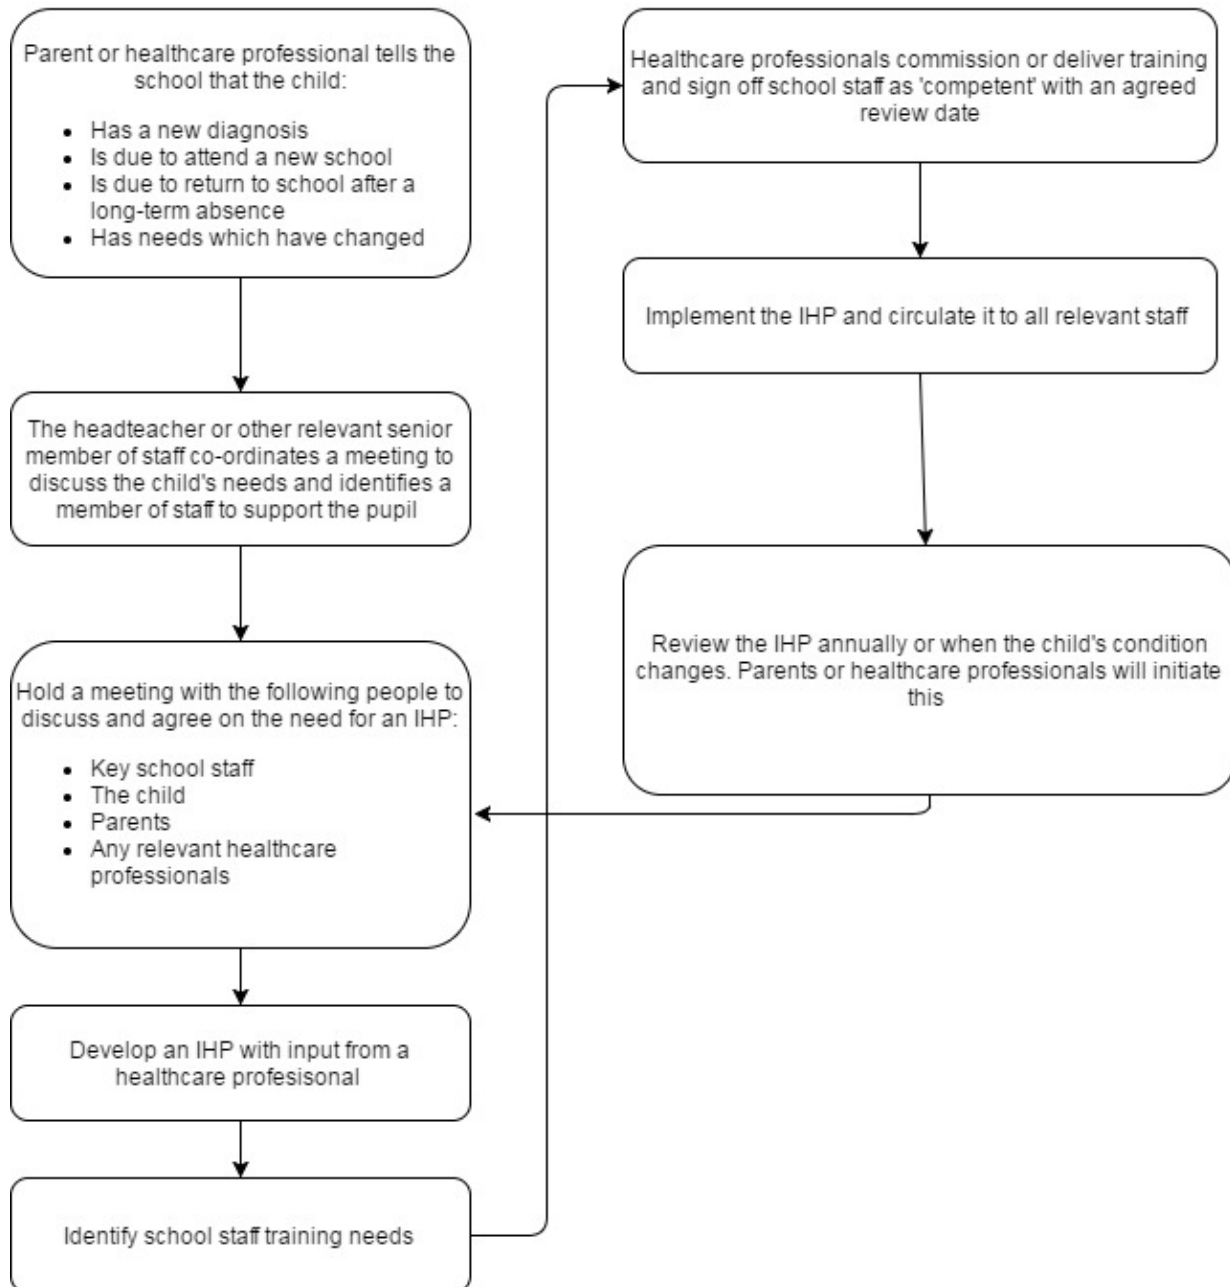 Parent or healthcare professional tells the
school that the child:
• Has a new diagnosis
• Is due to attend a new school
• Is due to return to school after a
long-term absence
• Has needs which have changed
The headteacher or other relevant senior
member of staff co-ordinates a meeting to
discuss the child's needs and identifies a
member of staff to support the pupil
Hold a meeting with the following people to
discuss and agree on the need for an IHP:
• Key school staff
• The child
• Parents
• Any relevant healthcare
professionals
Develop an IHP with input from a
healthcare profesisonal
Identify school staff training needs
Healthcare professionals commission or deliver training
and sign off school staff as 'competent' with an agreed
review date
Implement the IHP and circulate it to all relevant staff
Review the IHP annually or when the child's condition
changes. Parents or healthcare professionals will initiate
this